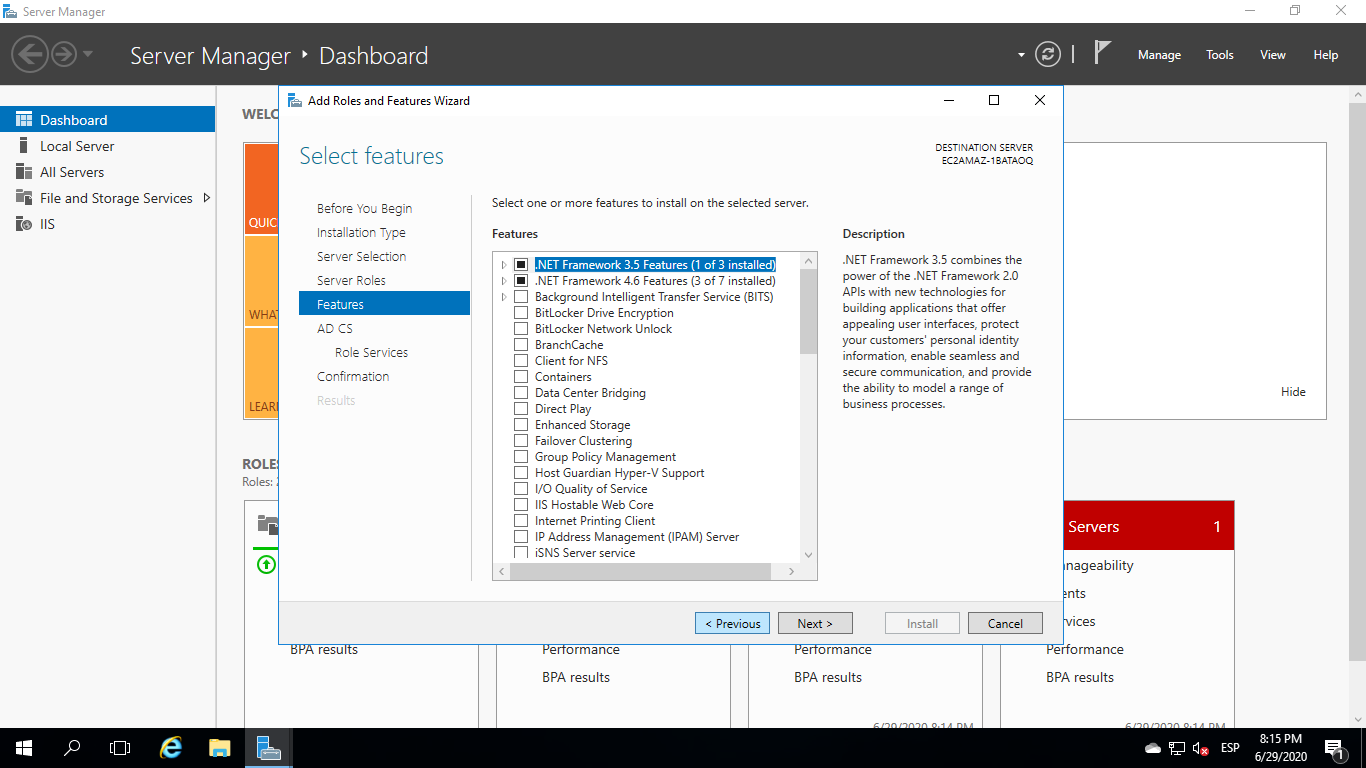 Server Manager
Server Manager
Dashboard
Manage
Tools
View
Help
Dashboard
Local Server
All Servers
File and Storage Services
IIS
WELC
QUIC
WHAT
LEARN
Hide
ROLES
Roles:
Add Roles and Features Wizard
Select features
DESTINATION SERVER
EC2AMAZ-1BATAOQ
Before You Begin
Installation Type
Server Selection
Server Roles
Features
AD CS
Role Services
Confirmation
Results
Select one or more features to install on the selected server.
Features
.NET Framework 3.5 Features (1 of 3 installed)
.NET Framework 4.6 Features (3 of 7 installed)
Background Intelligent Transfer Service (BITS)
BitLocker Drive Encryption
BitLocker Network Unlock
BranchCache
Client for NFS
Containers
Data Center Bridging
Direct Play
Enhanced Storage
Failover Clustering
Group Policy Management
Host Guardian Hyper-V Support
I/O Quality of Service
IIS Hostable Web Core
Internet Printing Client
IP Address Management (IPAM) Server
iSNS Server service
Description
.NET Framework 3.5 combines the
power of the .NET Framework 2.0
APIs with new technologies for
building applications that offer
appealing user interfaces, protect
your customers' personal identity
information, enable seamless and
secure communication, and provide
the ability to model a range of
business processes.
< Previous
Next >
Install
Cancel
Servers 1
nageability
ents
vices
Performance
BPA results
BPA results
Performance
BPA results
Performance
BPA results
6/29/2020 8:14 PM
6/29/2020 8:14 PM
ESP
8:15 PM
6/29/2020
1